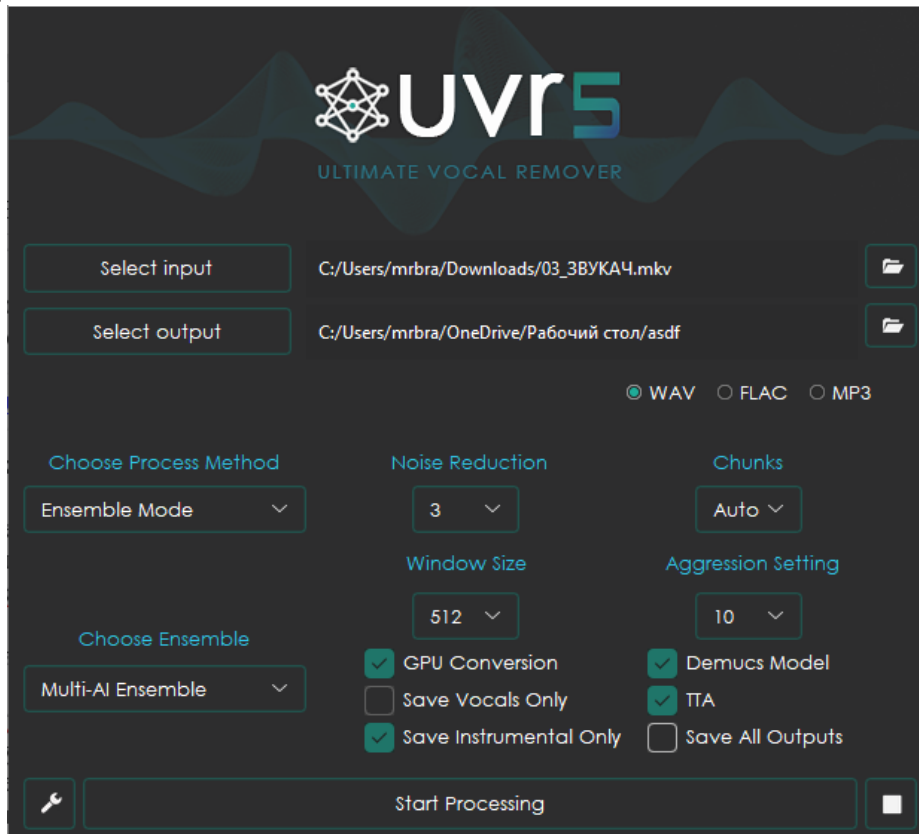 uvr5
ULTIMATE VOCAL REMOVER
Select input C:/Users/mrbra/Downloads/03_ЗВУКАЧ.mkv
Select output C:/Users/mrbra/OneDrive/Рабочий стол/asdf
WAV FLAC MP3
Choose Process Method Noise Reduction Chunks
Ensemble Mode 3 Auto
Window Size Aggression Setting
512 10
Choose Ensemble
GPU Conversion Demucs Model
Multi-AI Ensemble
Save Vocals Only TTA
Save Instrumental Only Save All Outputs
Start Processing